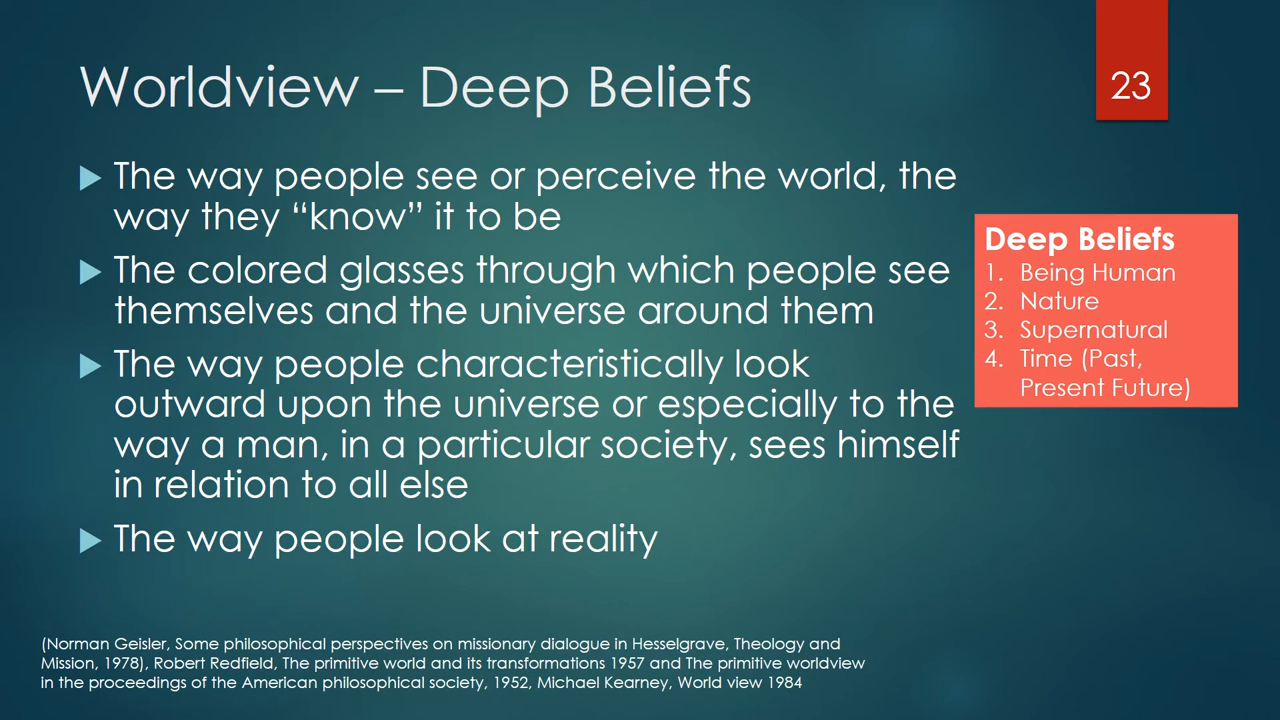 Worldview – Deep Beliefs
23
The way people see or perceive the world, the
way they “know” it to be
The colored glasses through which people see
themselves and the universe around them
The way people characteristically look
outward upon the universe or especially to the
way a man, in a particular society, sees himself
in relation to all else
The way people look at reality
Deep Beliefs
1. Being Human
2. Nature
3. Supernatural
4. Time (Past,
Present Future)
(Norman Geisler, Some philosophical perspectives on missionary dialogue in Hesselgrave, Theology and
Mission, 1978), Robert Redfield, The primitive world and its transformations 1957 and The primitive worldview
in the proceedings of the American philosophical society, 1952, Michael Kearney, World view 1984